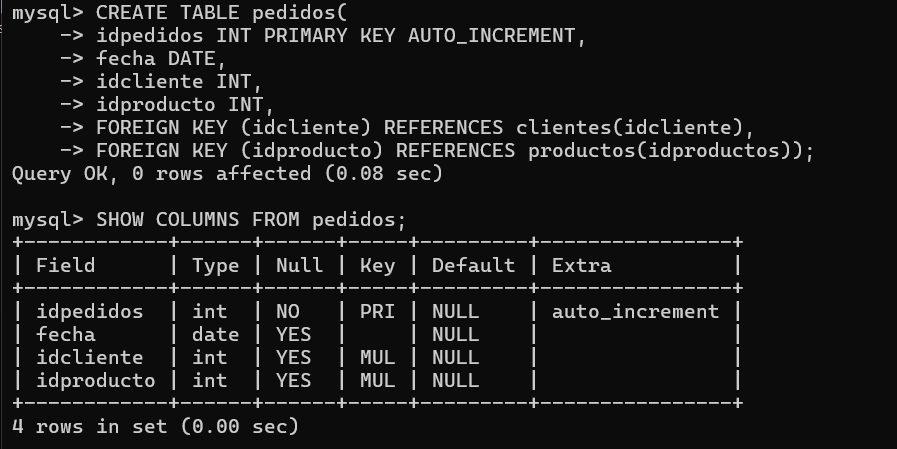 mysql> CREATE TABLE pedidos(
    -> idpedidos INT PRIMARY KEY AUTO_INCREMENT,
    -> fecha DATE,
    -> idcliente INT,
    -> idproducto INT,
    -> FOREIGN KEY (idcliente) REFERENCES clientes(idcliente),
    -> FOREIGN KEY (idproducto) REFERENCES productos(idproductos));
Query OK, 0 rows affected (0.08 sec)

mysql> SHOW COLUMNS FROM pedidos;
+------------+------+------+-----+---------+----------------+
| Field      | Type | Null | Key | Default | Extra          |
+------------+------+------+-----+---------+----------------+
| idpedidos  | int  | NO   | PRI | NULL    | auto_increment |
| fecha      | date | YES  |     | NULL    |                |
| idcliente  | int  | YES  | MUL | NULL    |                |
| idproducto | int  | YES  | MUL | NULL    |                |
+------------+------+------+-----+---------+----------------+
4 rows in set (0.00 sec)